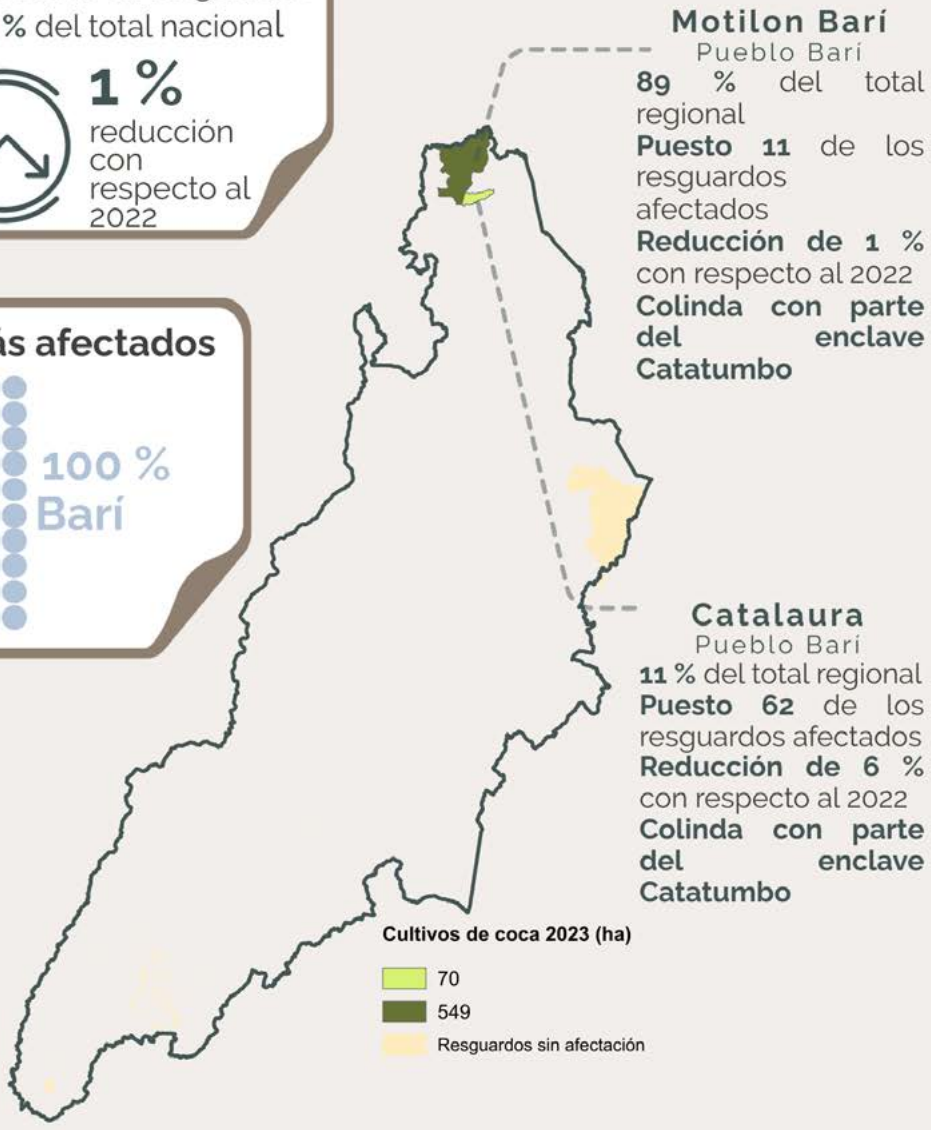 % del total nacional
1 %
reducción
con
respecto al
2022
más afectados
100 %
Barí
Motilon Barí
Pueblo Barí
89 % del total
regional
Puesto 11 de los
resguardos
afectados
Reducción de 1 %
con respecto al 2022
Colinda con parte
del enclave
Catatumbo
Catalaura
Pueblo Barí
11 % del total regional
Puesto 62 de los
resguardos afectados
Reducción de 6 %
con respecto al 2022
Colinda con parte
del enclave
Catatumbo
Cultivos de coca 2023 (ha)
70
549
Resguardos sin afectación